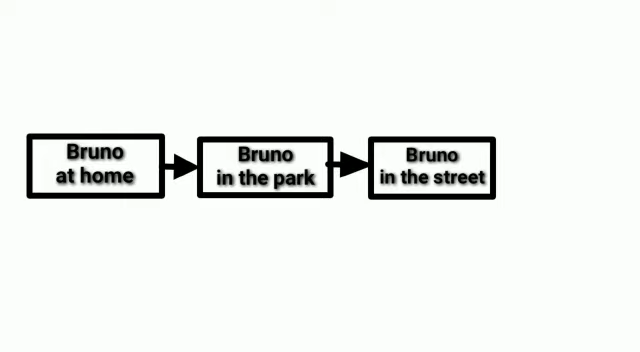 Bruno
at home
Bruno
in the park
Bruno
in the street